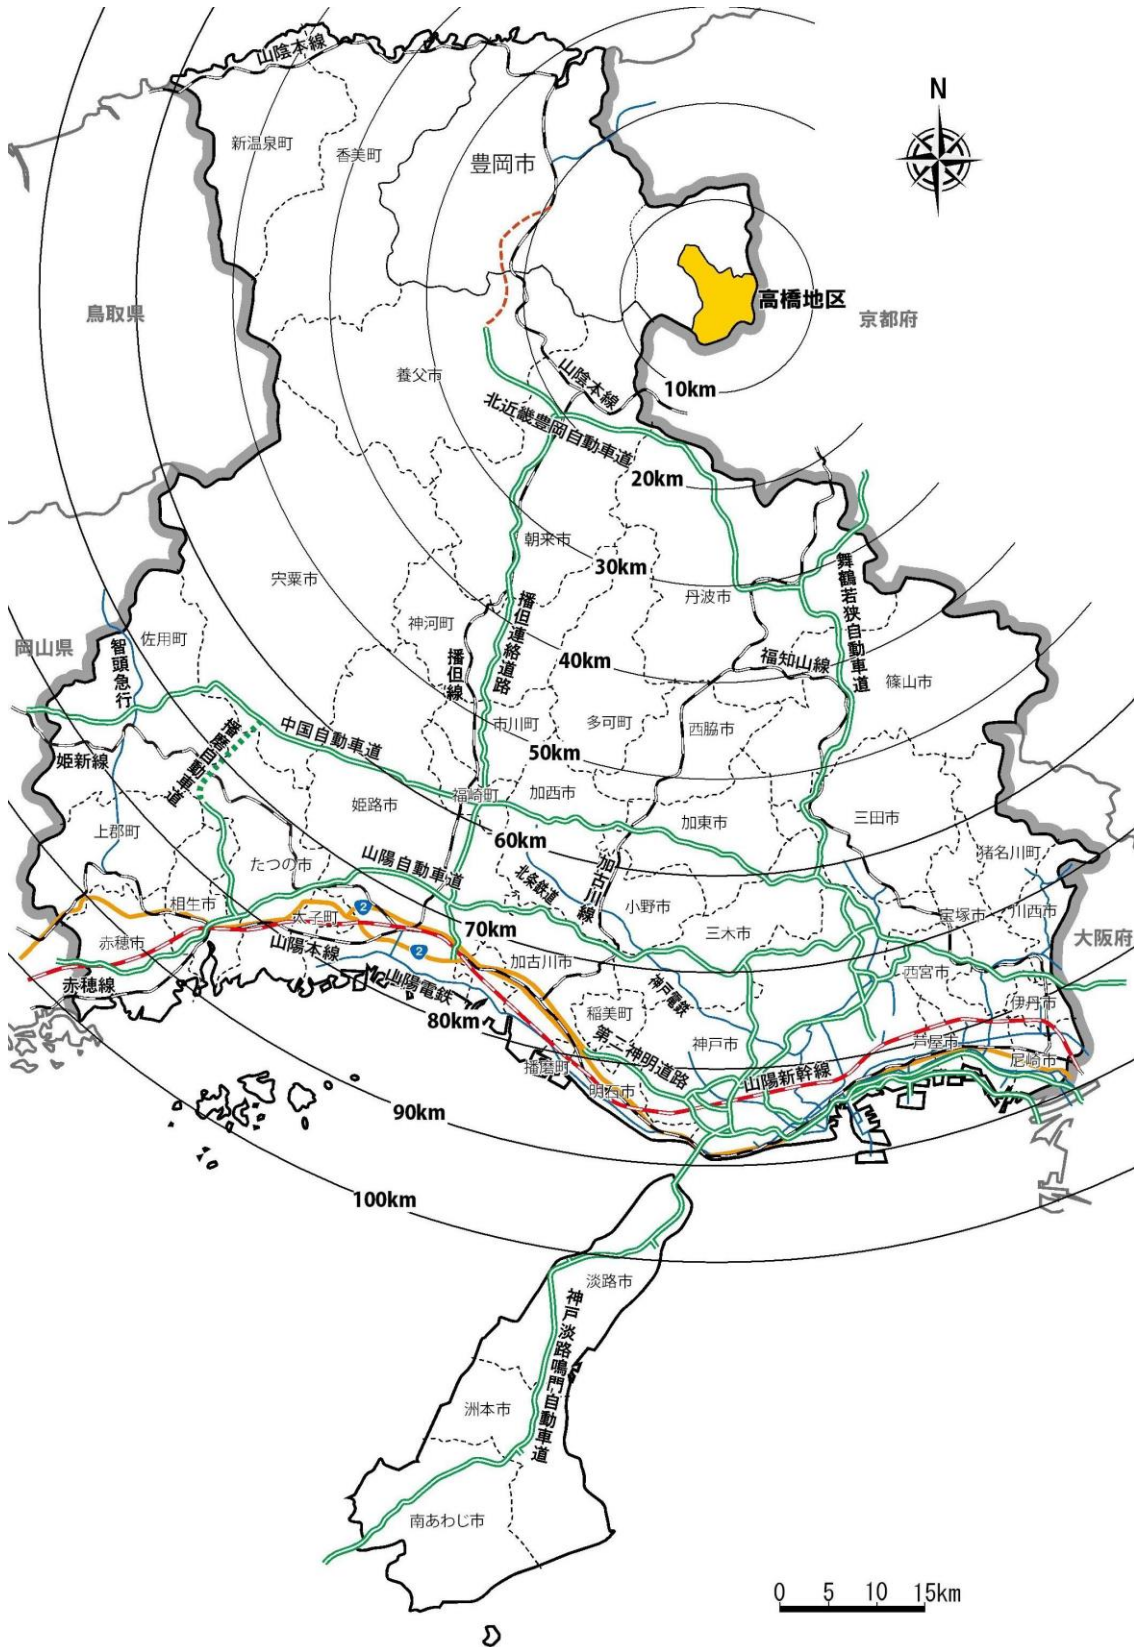 山陰本線
N
新温泉町
香美町
豊岡市
鳥取県
高橋地区
京都府
養父市
山陰本線
10km
北近畿豊岡自動車道
20km
朝来市
宍粟市
30km
舞鶴若狭自動車道
丹波市
播但連絡道路
神河町
佐用町
岡山県
智頭急行
播但線
40km
福知山線
篠山市
市川町
多可町
西脇市
中国自動車道
播磨自動車道
50km
姫新線
姫路市
福崎町
加西市
加東市
三田市
上郡町
60km
猪名川町
たつの市
山陽自動車道
北条鉄道
加古川線
小野市
相生市
太子町
2
宝塚市
川西市
70km
三木市
大阪府
赤穂市
山陽本線
2
加古川市
西宮市
赤穂線
山陽電鉄
神戸電鉄
伊丹市
80km
稲美町
神戸市
芦屋市
尼崎市
第二神明道路
播磨町
山陽新幹線
明石市
90km
100km
淡路市
神戸淡路鳴門自動車道
洲本市
南あわじ市
0 5 10 15km